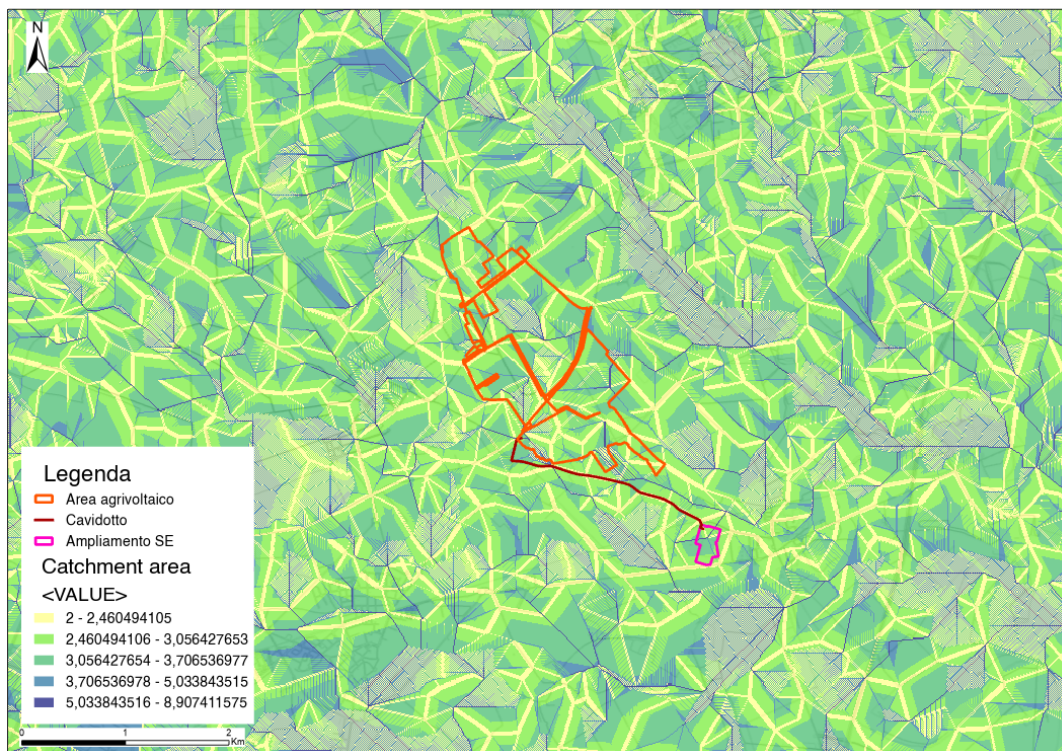 N
Legenda
Area agrivoltaico
Cavidotto
Ampliamento SE
Catchment area
<VALUE>
2 - 2,460494105
2,460494106 - 3,056427653
3,056427654 - 3,706536977
3,706536978 - 5,033843515
5,033843516 - 8,907411575
0 1 2
Km